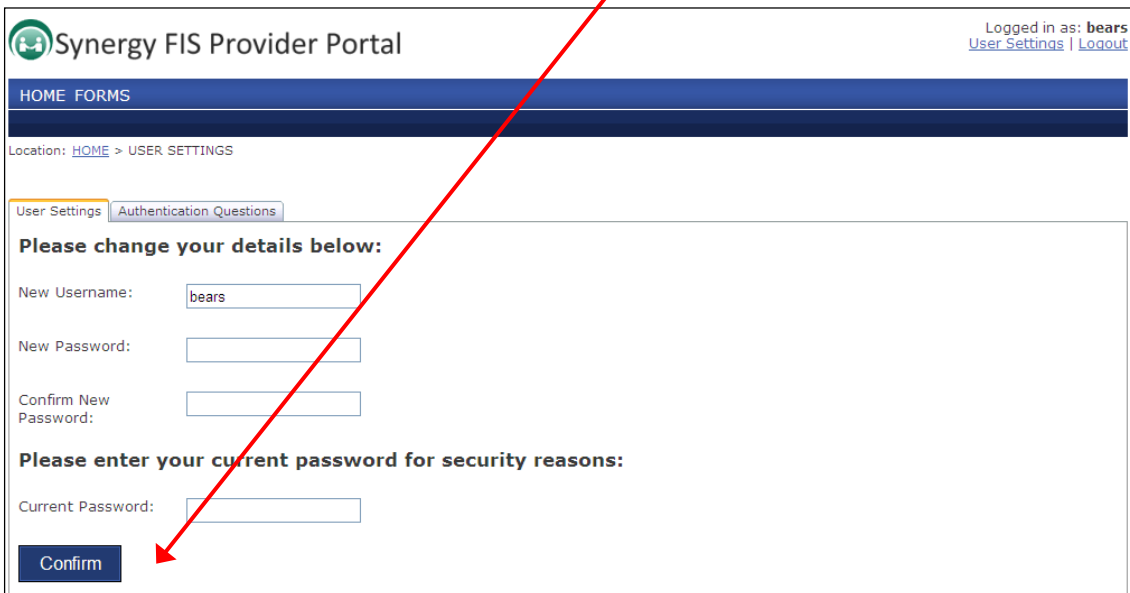 Synergy FIS Provider Portal
Logged in as: bears
User Settings | Logout
HOME FORMS
Location: HOME > USER SETTINGS
User Settings
Authentication Questions
Please change your details below:
New Username:
bears
New Password:
Confirm New
Password:
Please enter your current password for security reasons:
Current Password:
Confirm